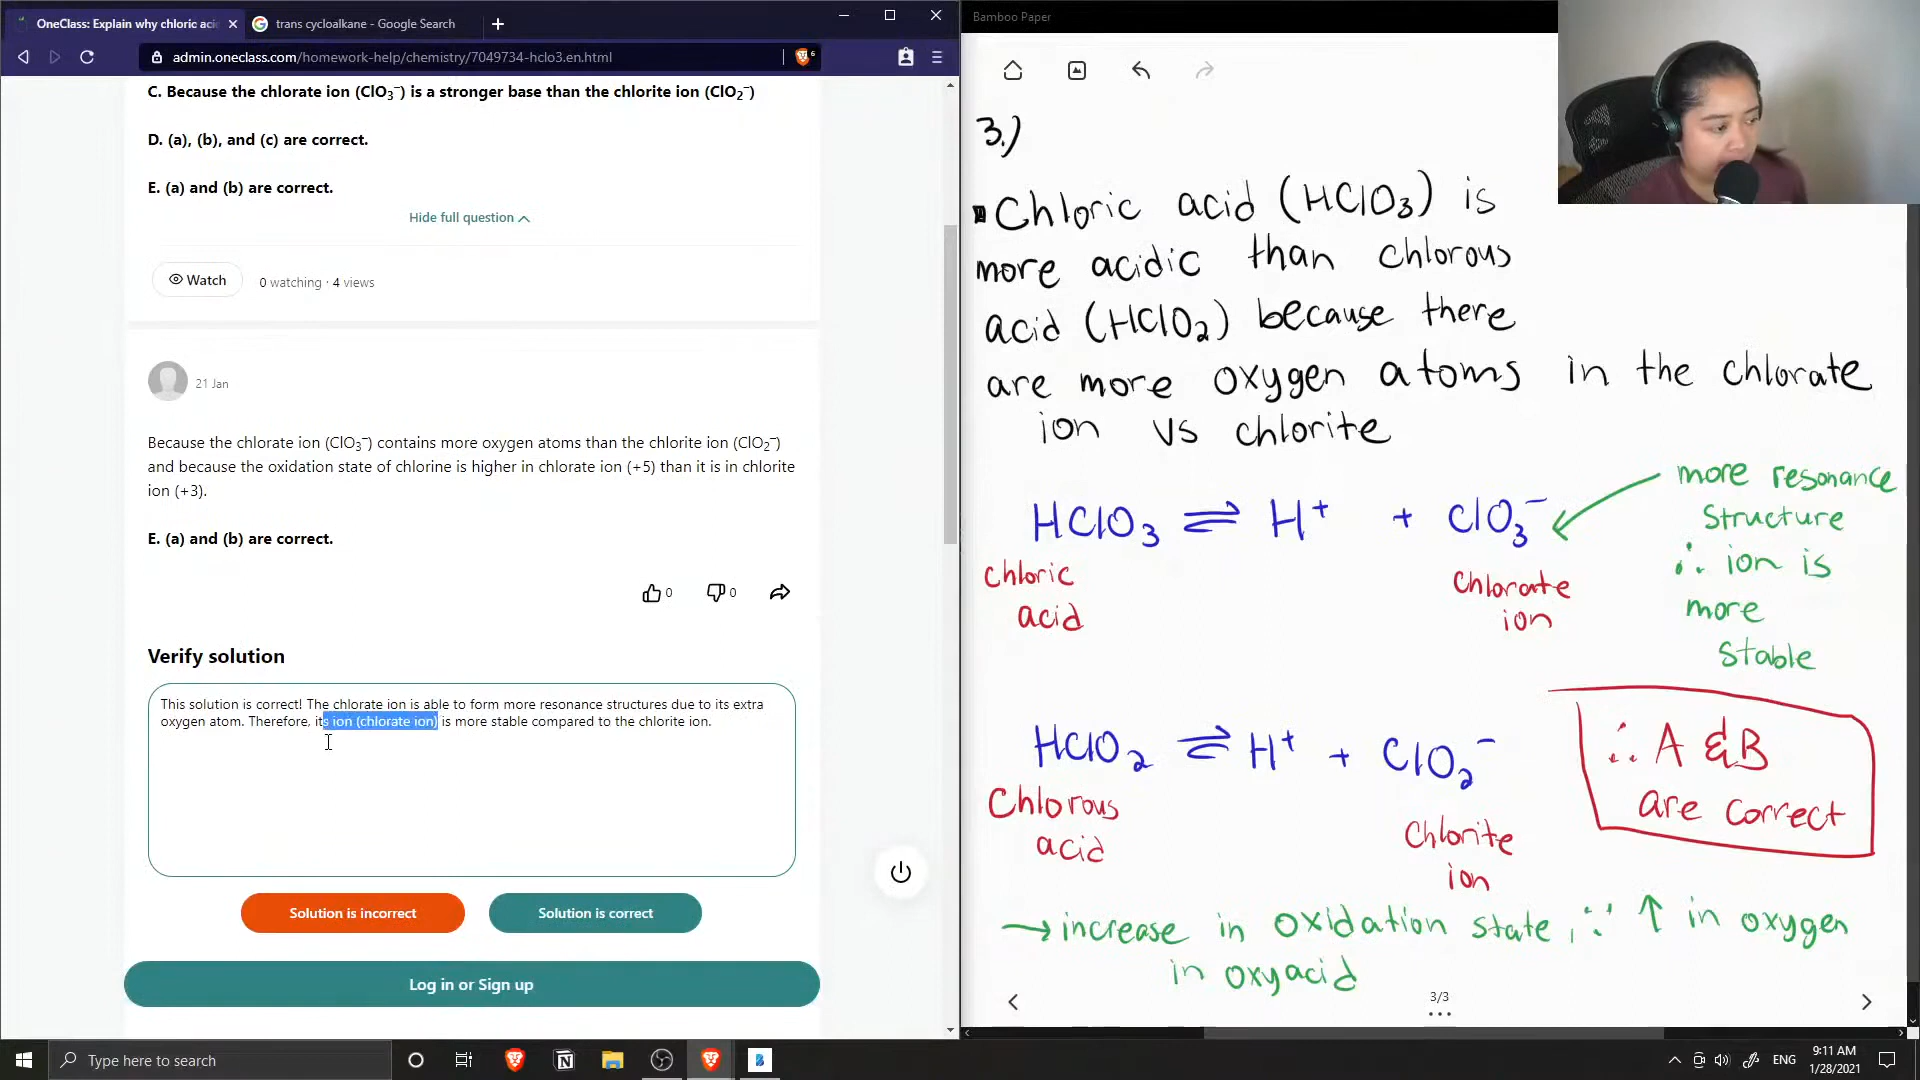 OneClass: Explain why chloric aci
trans cycloalkane - Google Search
admin.oneclass.com/homework-help/chemistry/7049734-hclo3.en.html
6
C. Because the chlorate ion (ClO₃⁻) is a stronger base than the chlorite ion (ClO₂⁻)
D. (a), (b), and (c) are correct.
E. (a) and (b) are correct.
Hide full question
Watch
0 watching · 4 views
21 Jan
Because the chlorate ion (ClO₃⁻) contains more oxygen atoms than the chlorite ion (ClO₂⁻)
and because the oxidation state of chlorine is higher in chlorate ion (+5) than it is in chlorite
ion (+3).
E. (a) and (b) are correct.
0
0
Verify solution
This solution is correct! The chlorate ion is able to form more resonance structures due to its extra
oxygen atom. Therefore, its ion (chlorate ion) is more stable compared to the chlorite ion.
Solution is incorrect
Solution is correct
Log in or Sign up
Bamboo Paper
3.)
Chloric acid (HClO₃) is
more acidic than chlorous
acid (HClO₂) because there
are more oxygen atoms in the chlorate
ion vs chlorite
HClO₃ ⇌ H⁺ + ClO₃⁻
chloric
acid
Chlorate
ion
more resonance
structure
∴ ion is
more
stable
HClO₂ ⇌ H⁺ + ClO₂⁻
Chlorous
acid
Chlorite
ion
∴ A & B
are correct
→ increase in oxidation state, ∵ ↑ in oxygen
in oxyacid
3/3
Type here to search
ENG
9:11 AM
1/28/2021